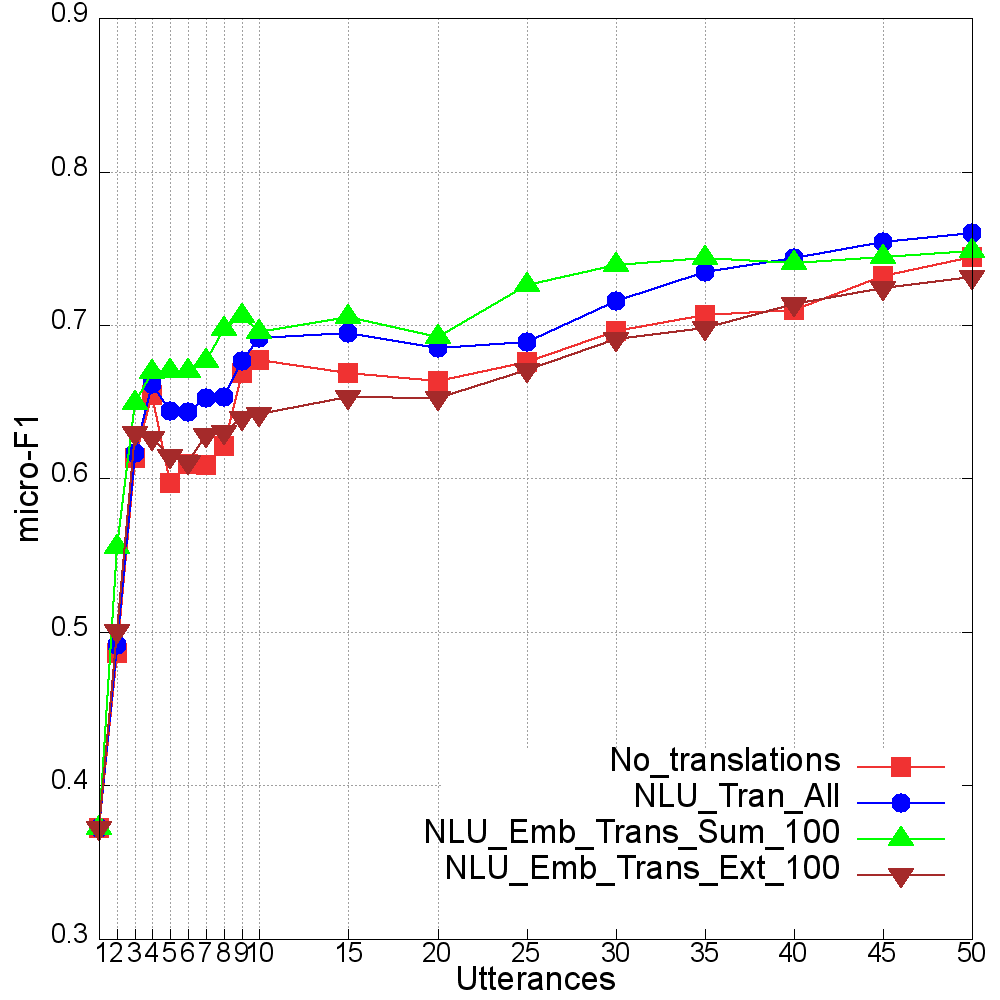 0.9
0.8
0.7
0.6
0.5
0.4
0.3
micro-F1
No_translations
NLU_Tran_All
NLU_Emb_Trans_Sum_100
NLU_Emb_Trans_Ext_100
1 2 3 4 5 6 7 8 9 10 15 20 25 30 35 40 45 50
Utterances